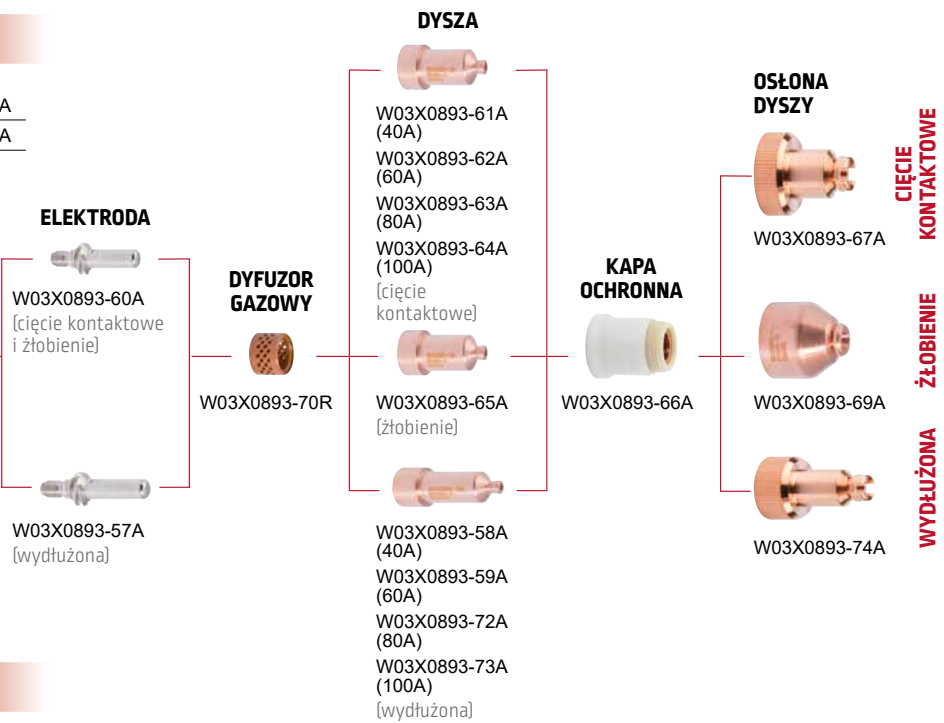 A
A
ELEKTRODA
W03X0893-60A
(cięcie kontaktowe
i żłobienie)
W03X0893-57A
(wydłużona)
DYFUZOR
GAZOWY
W03X0893-70R
DYSZA
W03X0893-61A
(40A)
W03X0893-62A
(60A)
W03X0893-63A
(80A)
W03X0893-64A
(100A)
(cięcie
kontaktowe)
W03X0893-65A
(żłobienie)
W03X0893-58A
(40A)
W03X0893-59A
(60A)
W03X0893-72A
(80A)
W03X0893-73A
(100A)
(wydłużona)
KAPA
OCHRONNA
W03X0893-66A
OSŁONA
DYSZY
W03X0893-67A
W03X0893-69A
W03X0893-74A
CIĘCIE
KONTAKTOWE
ŻŁOBIENIE
WYDŁUŻONA